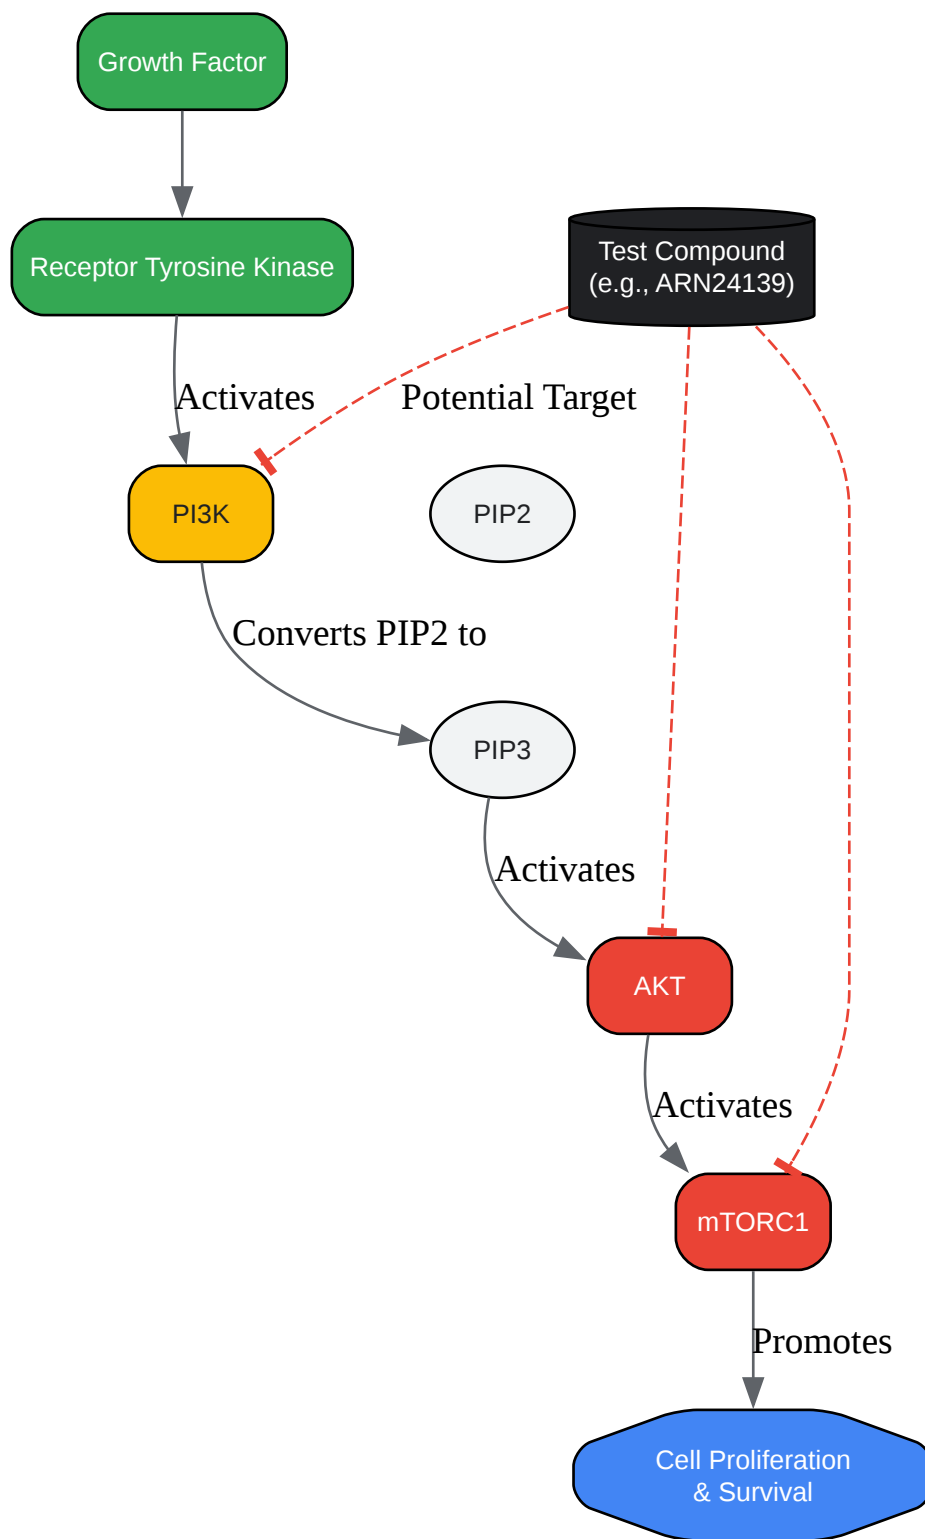 Growth Factor
Receptor Tyrosine Kinase
Test Compound
(e.g., ARN24139)
Activates
Potential Target
PI3K
PIP2
Converts PIP2 to
PIP3
Activates
AKT
Activates
mTORC1
Promotes
Cell Proliferation
& Survival